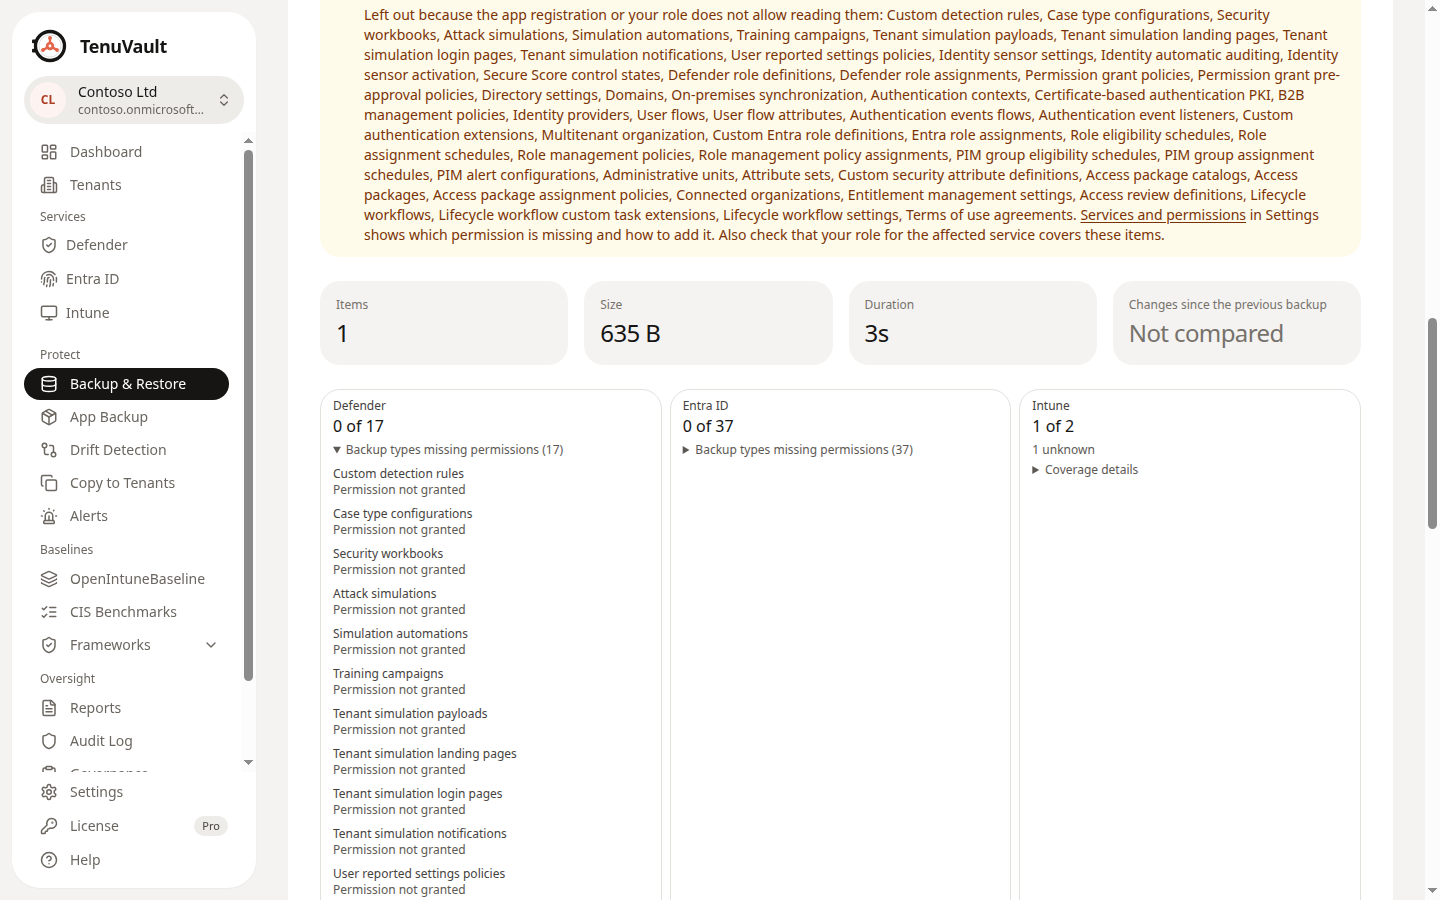 TenuVault
CL
Contoso Ltd
contoso.onmicrosoft...
Dashboard
Tenants
Services
Defender
Entra ID
Intune
Protect
Backup & Restore
App Backup
Drift Detection
Copy to Tenants
Alerts
Baselines
OpenIntuneBaseline
CIS Benchmarks
Frameworks
Oversight
Reports
Audit Log
Settings
License
Pro
Help
Left out because the app registration or your role does not allow reading them: Custom detection rules, Case type configurations, Security
workbooks, Attack simulations, Simulation automations, Training campaigns, Tenant simulation payloads, Tenant simulation landing pages, Tenant
simulation login pages, Tenant simulation notifications, User reported settings policies, Identity sensor settings, Identity automatic auditing, Identity
sensor activation, Secure Score control states, Defender role definitions, Defender role assignments, Permission grant policies, Permission grant pre-
approval policies, Directory settings, Domains, On-premises synchronization, Authentication contexts, Certificate-based authentication PKI, B2B
management policies, Identity providers, User flows, User flow attributes, Authentication events flows, Authentication event listeners, Custom
authentication extensions, Multitenant organization, Custom Entra role definitions, Entra role assignments, Role eligibility schedules, Role
assignment schedules, Role management policies, Role management policy assignments, PIM group eligibility schedules, PIM group assignment
schedules, PIM alert configurations, Administrative units, Attribute sets, Custom security attribute definitions, Access package catalogs, Access
packages, Access package assignment policies, Connected organizations, Entitlement management settings, Access review definitions, Lifecycle
workflows, Lifecycle workflow custom task extensions, Lifecycle workflow settings, Terms of use agreements. Services and permissions in Settings
shows which permission is missing and how to add it. Also check that your role for the affected service covers these items.
Items
1
Size
635 B
Duration
3s
Changes since the previous backup
Not compared
Defender
0 of 17
Backup types missing permissions (17)
Custom detection rules
Permission not granted
Case type configurations
Permission not granted
Security workbooks
Permission not granted
Attack simulations
Permission not granted
Simulation automations
Permission not granted
Training campaigns
Permission not granted
Tenant simulation payloads
Permission not granted
Tenant simulation landing pages
Permission not granted
Tenant simulation login pages
Permission not granted
Tenant simulation notifications
Permission not granted
User reported settings policies
Permission not granted
Entra ID
0 of 37
Backup types missing permissions (37)
Intune
1 of 2
1 unknown
Coverage details